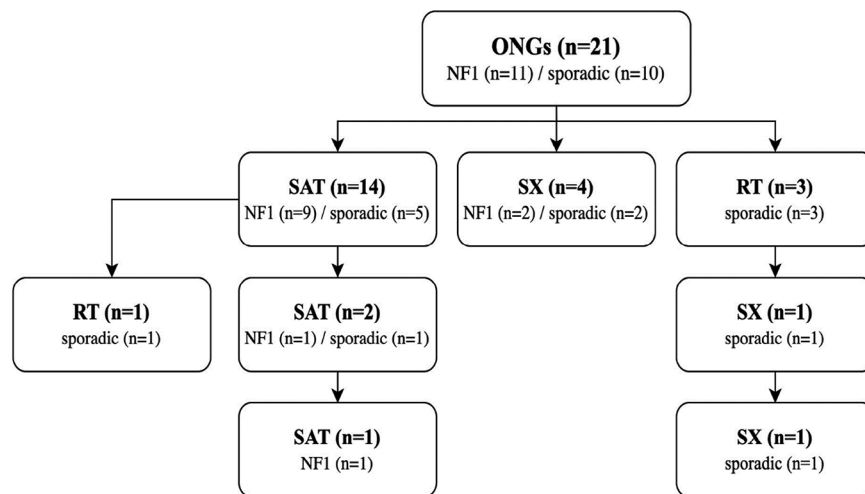 ONGs (n=21)
NF1 (n=11) / sporadic (n=10)
SAT (n=14)
NF1 (n=9) / sporadic (n=5)
SX (n=4)
NF1 (n=2) / sporadic (n=2)
RT (n=3)
sporadic (n=3)
RT (n=1)
sporadic (n=1)
SAT (n=2)
NF1 (n=1) / sporadic (n=1)
SX (n=1)
sporadic (n=1)
SAT (n=1)
NF1 (n=1)
SX (n=1)
sporadic (n=1)